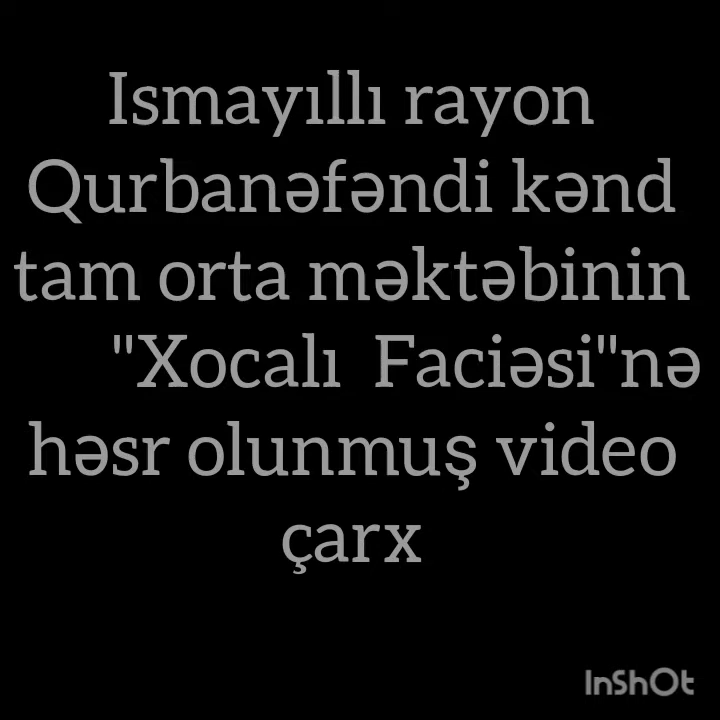 Ismayıllı rayon
Qurbanəfəndi kənd
tam orta məktəbinin
"Xocalı Faciəsi"nə
həsr olunmuş video
çarx
InShOt